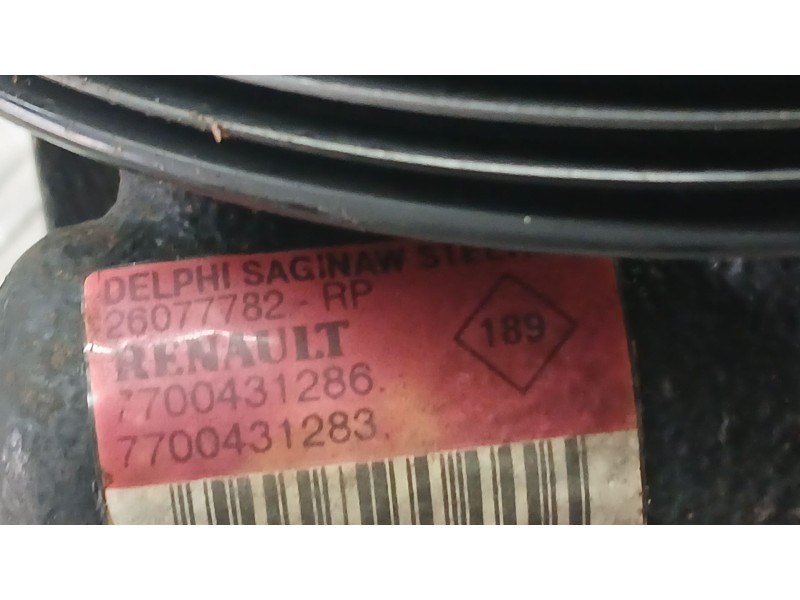 DELPHI SAGINAW
26077782 - RP
RENAULT
189
7700431286.
7700431283.